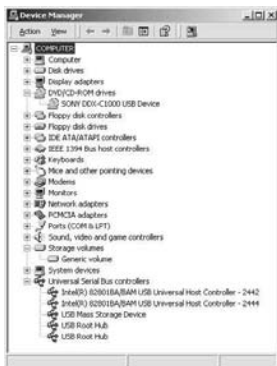 Device Manager
Action View
COMPUTER
Computer
Disk drives
Display adapters
DVD/CD-ROM drives
SONY DDX-C1000 USB Device
Floppy disk controllers
Floppy disk drives
IDE ATA/ATAPI controllers
IEEE 1394 Bus host controllers
Keyboards
Mice and other pointing devices
Modems
Monitors
Network adapters
PCMCIA adapters
Ports (COM & LPT)
Sound, video and game controllers
Storage volumes
Generic volume
System devices
Universal Serial Bus controllers
Intel(R) 82801BA/BAM USB Universal Host Controller - 2442
Intel(R) 82801BA/BAM USB Universal Host Controller - 2444
USB Mass Storage Device
USB Root Hub
USB Root Hub